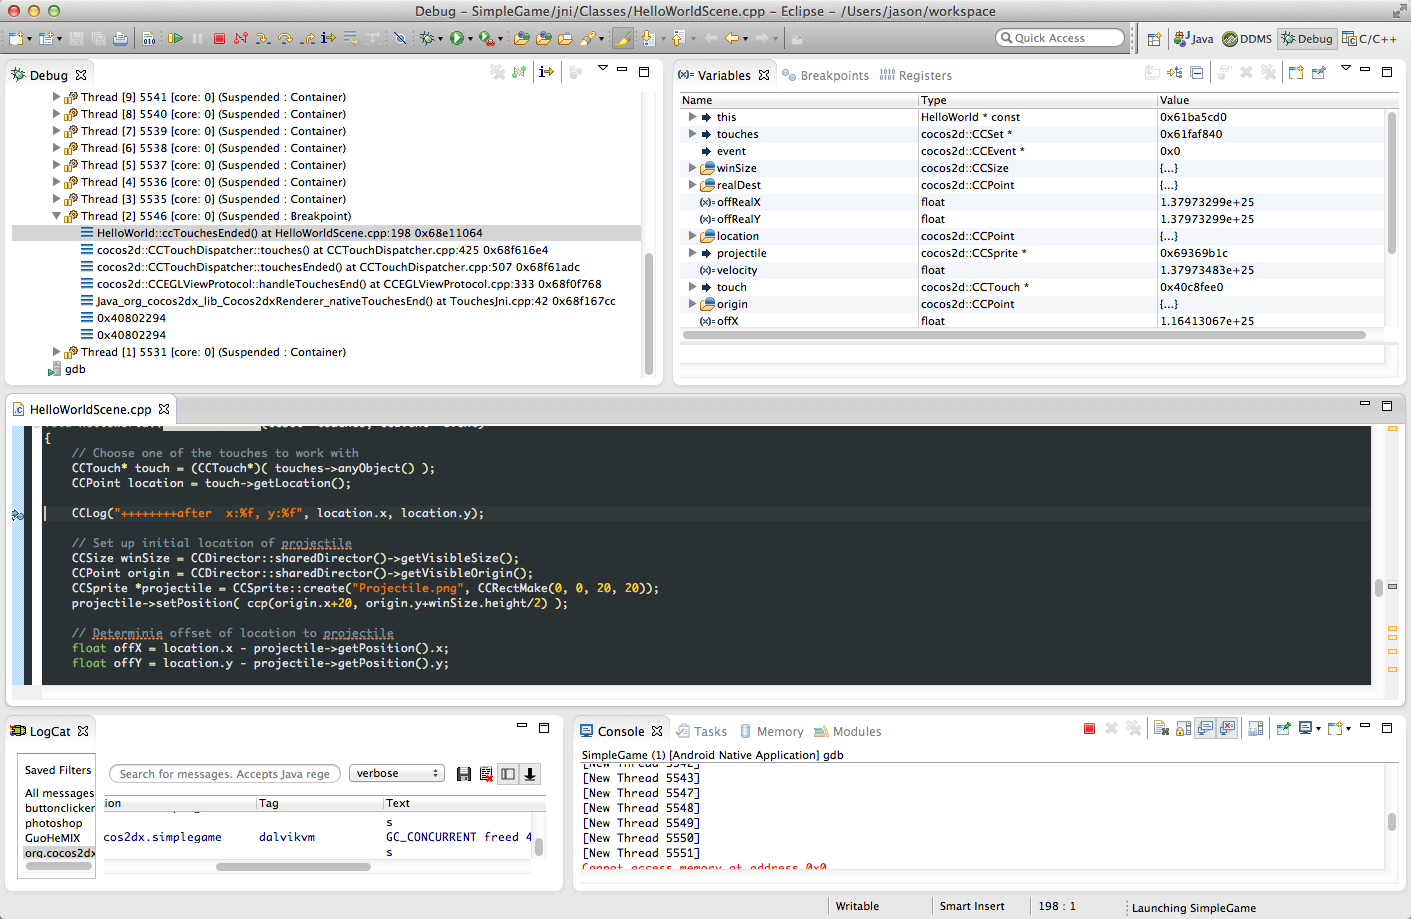 Debug - SimpleGame/jni/Classes/HelloWorldScene.cpp - Eclipse - /Users/jason/workspace
Quick Access
Java
DDMS
Debug
C/C++
Debug
Thread [9] 5541 [core: 0] (Suspended : Container)
Thread [8] 5540 [core: 0] (Suspended : Container)
Thread [7] 5539 [core: 0] (Suspended : Container)
Thread [6] 5538 [core: 0] (Suspended : Container)
Thread [5] 5537 [core: 0] (Suspended : Container)
Thread [4] 5536 [core: 0] (Suspended : Container)
Thread [3] 5535 [core: 0] (Suspended : Container)
Thread [2] 5546 [core: 0] (Suspended : Breakpoint)
HelloWorld::ccTouchesEnded() at HelloWorldScene.cpp:198 0x68e11064
cocos2d::CCTouchDispatcher::touches() at CCTouchDispatcher.cpp:425 0x68f616e4
cocos2d::CCTouchDispatcher::touchesEnded() at CCTouchDispatcher.cpp:507 0x68f61adc
cocos2d::CCEGLViewProtocol::handleTouchesEnd() at CCEGLViewProtocol.cpp:333 0x68f0f768
Java_org_cocos2dx_lib_Cocos2dxRenderer_nativeTouchesEnd() at TouchesJni.cpp:42 0x68f167cc
0x40802294
0x40802294
Thread [1] 5531 [core: 0] (Suspended : Container)
gdb
Variables Breakpoints Registers
Name Type Value
this HelloWorld * const 0x61ba5cd0
touches cocos2d::CCSet * 0x61faf840
event cocos2d::CCEvent * 0x0
winSize cocos2d::CCSize {...}
realDest cocos2d::CCPoint {...}
offRealX float 1.37973299e+25
offRealY float 1.37973299e+25
location cocos2d::CCPoint {...}
projectile cocos2d::CCSprite * 0x69369b1c
velocity float 1.37973483e+25
touch cocos2d::CCTouch * 0x40c8fee0
origin cocos2d::CCPoint {...}
offX float 1.16413067e+25
HelloWorldScene.cpp
{
// Choose one of the touches to work with
CCTouch* touch = (CCTouch*)( touches->anyObject() );
CCPoint location = touch->getLocation();
CCLog("++++++++after  x:%f, y:%f", location.x, location.y);
// Set up initial location of projectile
CCSize winSize = CCDirector::sharedDirector()->getVisibleSize();
CCPoint origin = CCDirector::sharedDirector()->getVisibleOrigin();
CCSprite *projectile = CCSprite::create("Projectile.png", CCRectMake(0, 0, 20, 20));
projectile->setPosition( ccp(origin.x+20, origin.y+winSize.height/2) );
// Determinie offset of location to projectile
float offX = location.x - projectile->getPosition().x;
float offY = location.y - projectile->getPosition().y;
LogCat
Saved Filters
All messages
buttonclicker
photoshop
GuoHeMIX
org.cocos2dx
Search for messages. Accepts Java rege
verbose
ion Tag Text
s
cos2dx.simplegame dalvikvm GC_CONCURRENT freed 4
s
Console Tasks Memory Modules
SimpleGame (1) [Android Native Application] gdb
[New Thread 5542]
[New Thread 5543]
[New Thread 5547]
[New Thread 5548]
[New Thread 5549]
[New Thread 5550]
[New Thread 5551]
Cannot access memory at address 0x0
Writable
Smart Insert
198 : 1
Launching SimpleGame